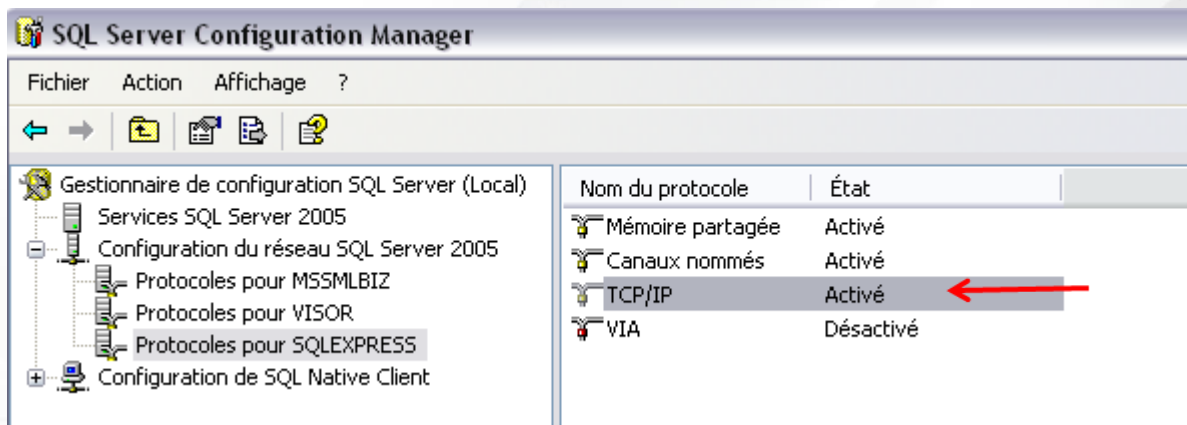 SQL Server Configuration Manager
Fichier Action Affichage ?
Gestionnaire de configuration SQL Server (Local)
Services SQL Server 2005
Configuration du réseau SQL Server 2005
Protocoles pour MSSMLBIZ
Protocoles pour VISOR
Protocoles pour SQLEXPRESS
Configuration de SQL Native Client
Nom du protocole État
Mémoire partagée Activé
Canaux nommés Activé
TCP/IP Activé
VIA Désactivé